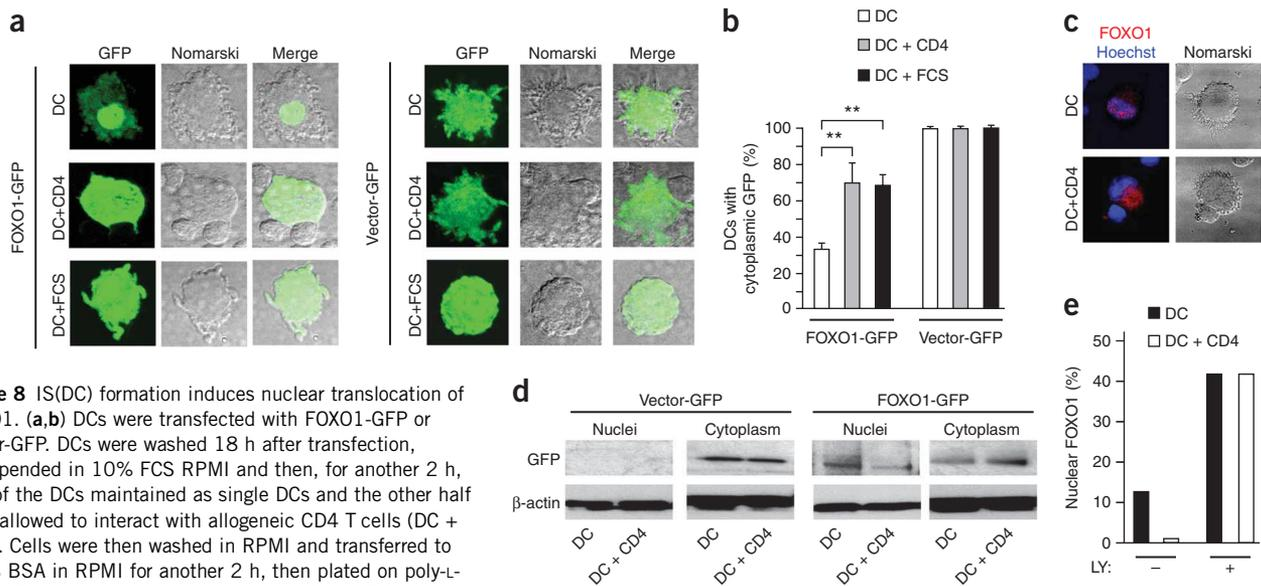 a
GFP Nomarski Merge
FOXO1-GFP
DC
DC+CD4
DC+FCS
GFP Nomarski Merge
Vector-GFP
DC
DC+CD4
DC+FCS
b
DC
DC + CD4
DC + FCS
DCs with
cytoplasmic GFP (%)
100
80
60
40
20
0
**
**
FOXO1-GFP Vector-GFP
c
FOXO1
Hoechst Nomarski
DC
DC+CD4
e 8 IS(DC) formation induces nuclear translocation of
1. (a,b) DCs were transfected with FOXO1-GFP or
r-GFP. DCs were washed 18 h after transfection,
pended in 10% FCS RPMI and then, for another 2 h,
of the DCs maintained as single DCs and the other half
allowed to interact with allogeneic CD4 T cells (DC +
. Cells were then washed in RPMI and transferred to
BSA in RPMI for another 2 h, then plated on poly-L-
d
Vector-GFP FOXO1-GFP
Nuclei Cytoplasm Nuclei Cytoplasm
GFP
β-actin
DC DC + CD4 DC DC + CD4 DC DC + CD4 DC DC + CD4
e
DC
DC + CD4
Nuclear FOXO1 (%)
50
40
30
20
10
0
LY: – +